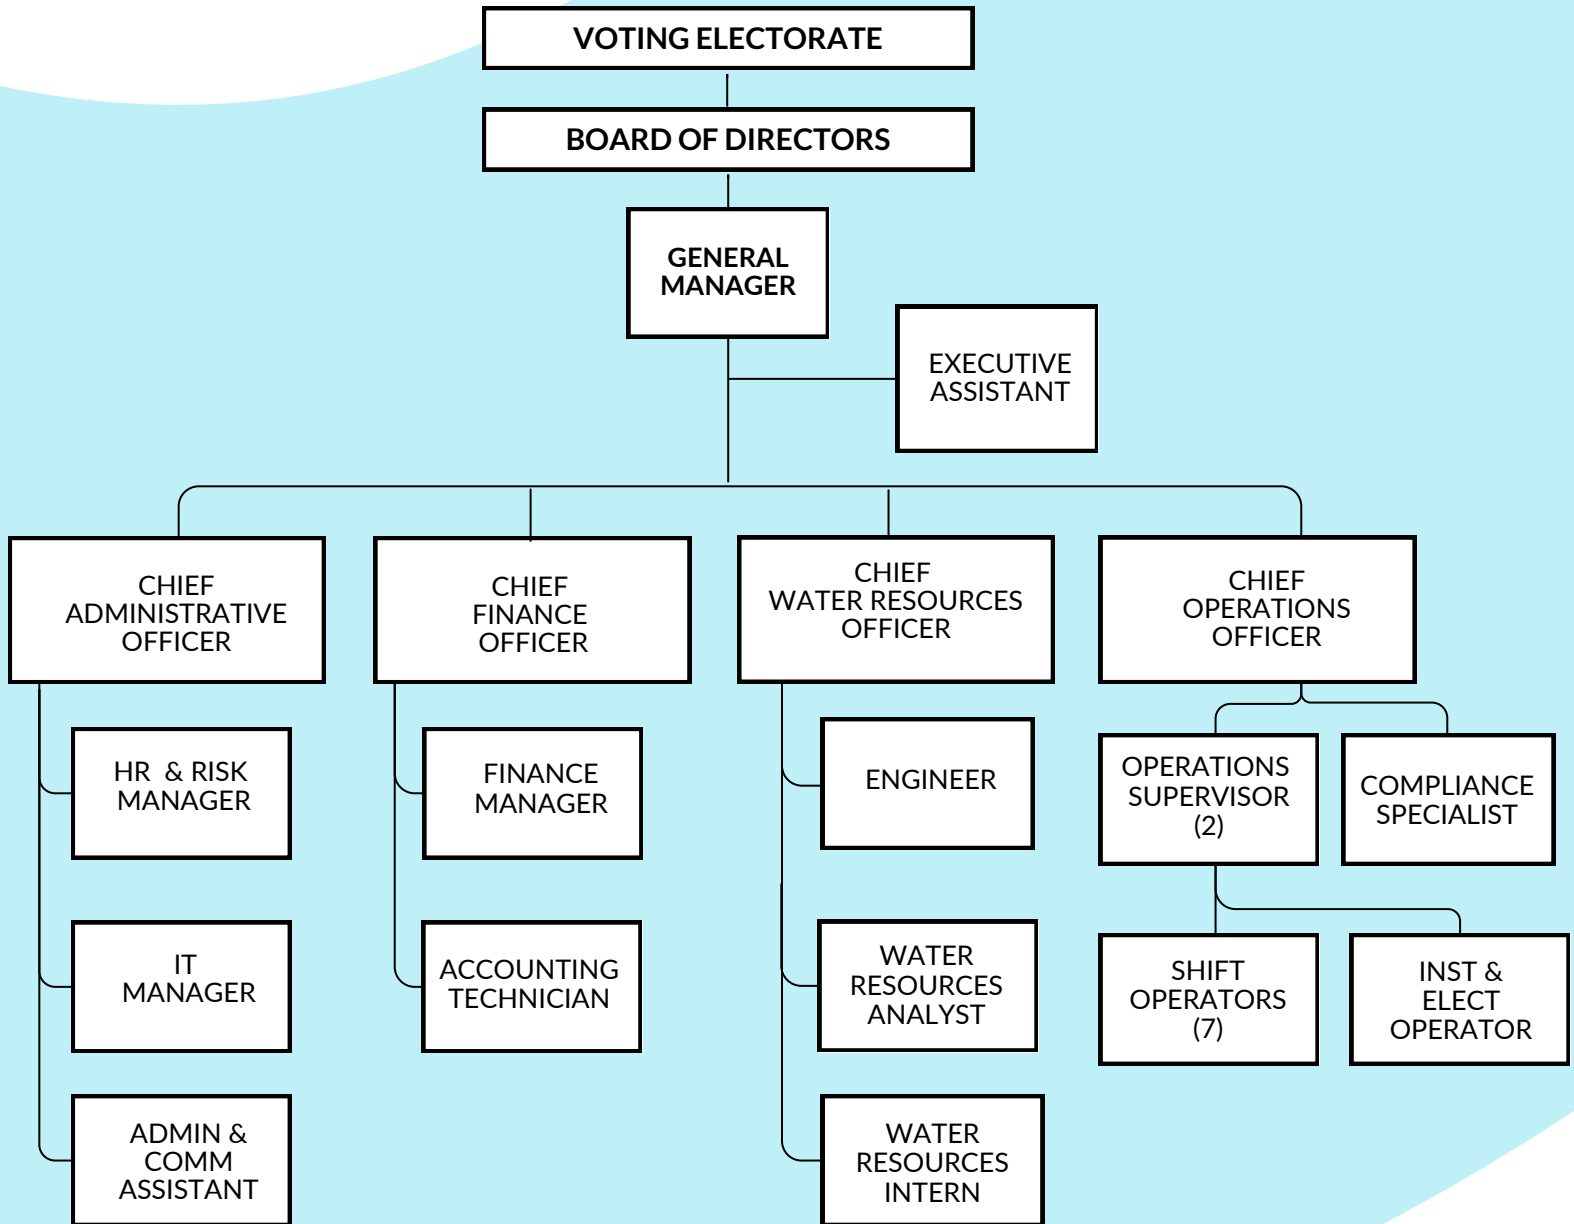 VOTING ELECTORATE
BOARD OF DIRECTORS
GENERAL
MANAGER
EXECUTIVE
ASSISTANT
CHIEF
ADMINISTRATIVE
OFFICER
CHIEF
FINANCE
OFFICER
CHIEF
WATER RESOURCES
OFFICER
CHIEF
OPERATIONS
OFFICER
HR & RISK
MANAGER
FINANCE
MANAGER
ENGINEER
OPERATIONS
SUPERVISOR
(2)
COMPLIANCE
SPECIALIST
IT
MANAGER
ACCOUNTING
TECHNICIAN
WATER
RESOURCES
ANALYST
SHIFT
OPERATORS
(7)
INST &
ELECT
OPERATOR
ADMIN &
COMM
ASSISTANT
WATER
RESOURCES
INTERN